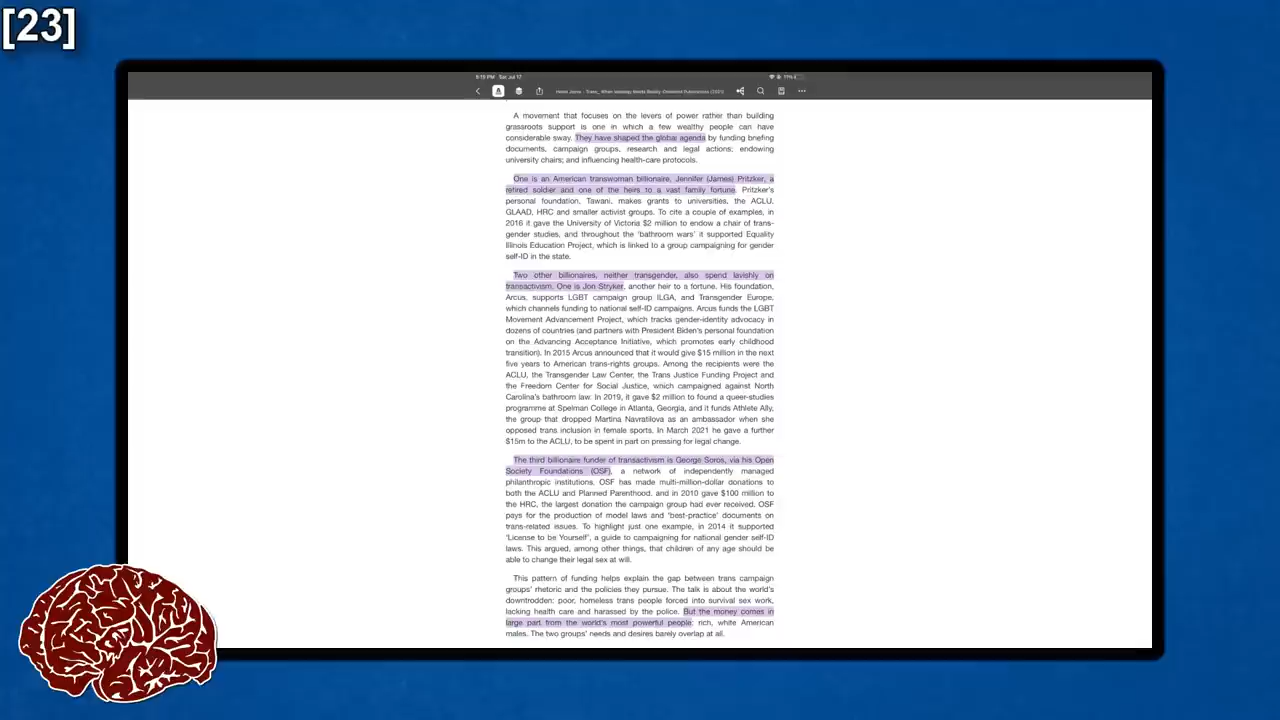 [23]
5:13 PM Sat Jul 17
11%
A movement that focuses on the levers of power rather than building
grassroots support is one in which a few wealthy people can have
considerable sway. They have shaped the global agenda by funding briefing
documents, campaign groups, research and legal actions; endowing
university chairs; and influencing health-care protocols.
One is an American transwoman billionaire, Jennifer (James) Pritzker, a
retired soldier and one of the heirs to a vast family fortune. Pritzker's
personal foundation, Tawani, makes grants to universities, the ACLU,
GLAAD, HRC and smaller activist groups. To cite a couple of examples, in
2016 it gave the University of Victoria $2 million to endow a chair of trans-
gender studies, and throughout the 'bathroom wars' it supported Equality
Illinois Education Project, which is linked to a group campaigning for gender
self-ID in the state.
Two other billionaires, neither transgender, also spend lavishly on
transactivism. One is Jon Stryker, another heir to a fortune. His foundation,
Arcus, supports LGBT campaign group ILGA, and Transgender Europe,
which channels funding to national self-ID campaigns. Arcus funds the LGBT
Movement Advancement Project, which tracks gender-identity advocacy in
dozens of countries (and partners with President Biden's personal foundation
on the Advancing Acceptance Initiative, which promotes early childhood
transition). In 2015 Arcus announced that it would give $15 million in the next
five years to American trans-rights groups. Among the recipients were the
ACLU, the Transgender Law Center, the Trans Justice Funding Project and
the Freedom Center for Social Justice, which campaigned against North
Carolina's bathroom law. In 2019, it gave $2 million to found a queer-studies
programme at Spelman College in Atlanta, Georgia, and it funds Athlete Ally,
the group that dropped Martina Navratilova as an ambassador when she
opposed trans inclusion in female sports. In March 2021 he gave a further
$15m to the ACLU, to be spent in part on pressing for legal change.
The third billionaire funder of transactivism is George Soros, via his Open
Society Foundations (OSF), a network of independently managed
philanthropic institutions. OSF has made multi-million-dollar donations to
both the ACLU and Planned Parenthood. and in 2010 gave $100 million to
the HRC, the largest donation the campaign group had ever received. OSF
pays for the production of model laws and 'best-practice' documents on
trans-related issues. To highlight just one example, in 2014 it supported
'License to be Yourself', a guide to campaigning for national gender self-ID
laws. This argued, among other things, that children of any age should be
able to change their legal sex at will.
This pattern of funding helps explain the gap between trans campaign
groups' rhetoric and the policies they pursue. The talk is about the world's
downtrodden: poor, homeless trans people forced into survival sex work,
lacking health care and harassed by the police. But the money comes in
large part from the world's most powerful people: rich, white American
males. The two groups' needs and desires barely overlap at all.